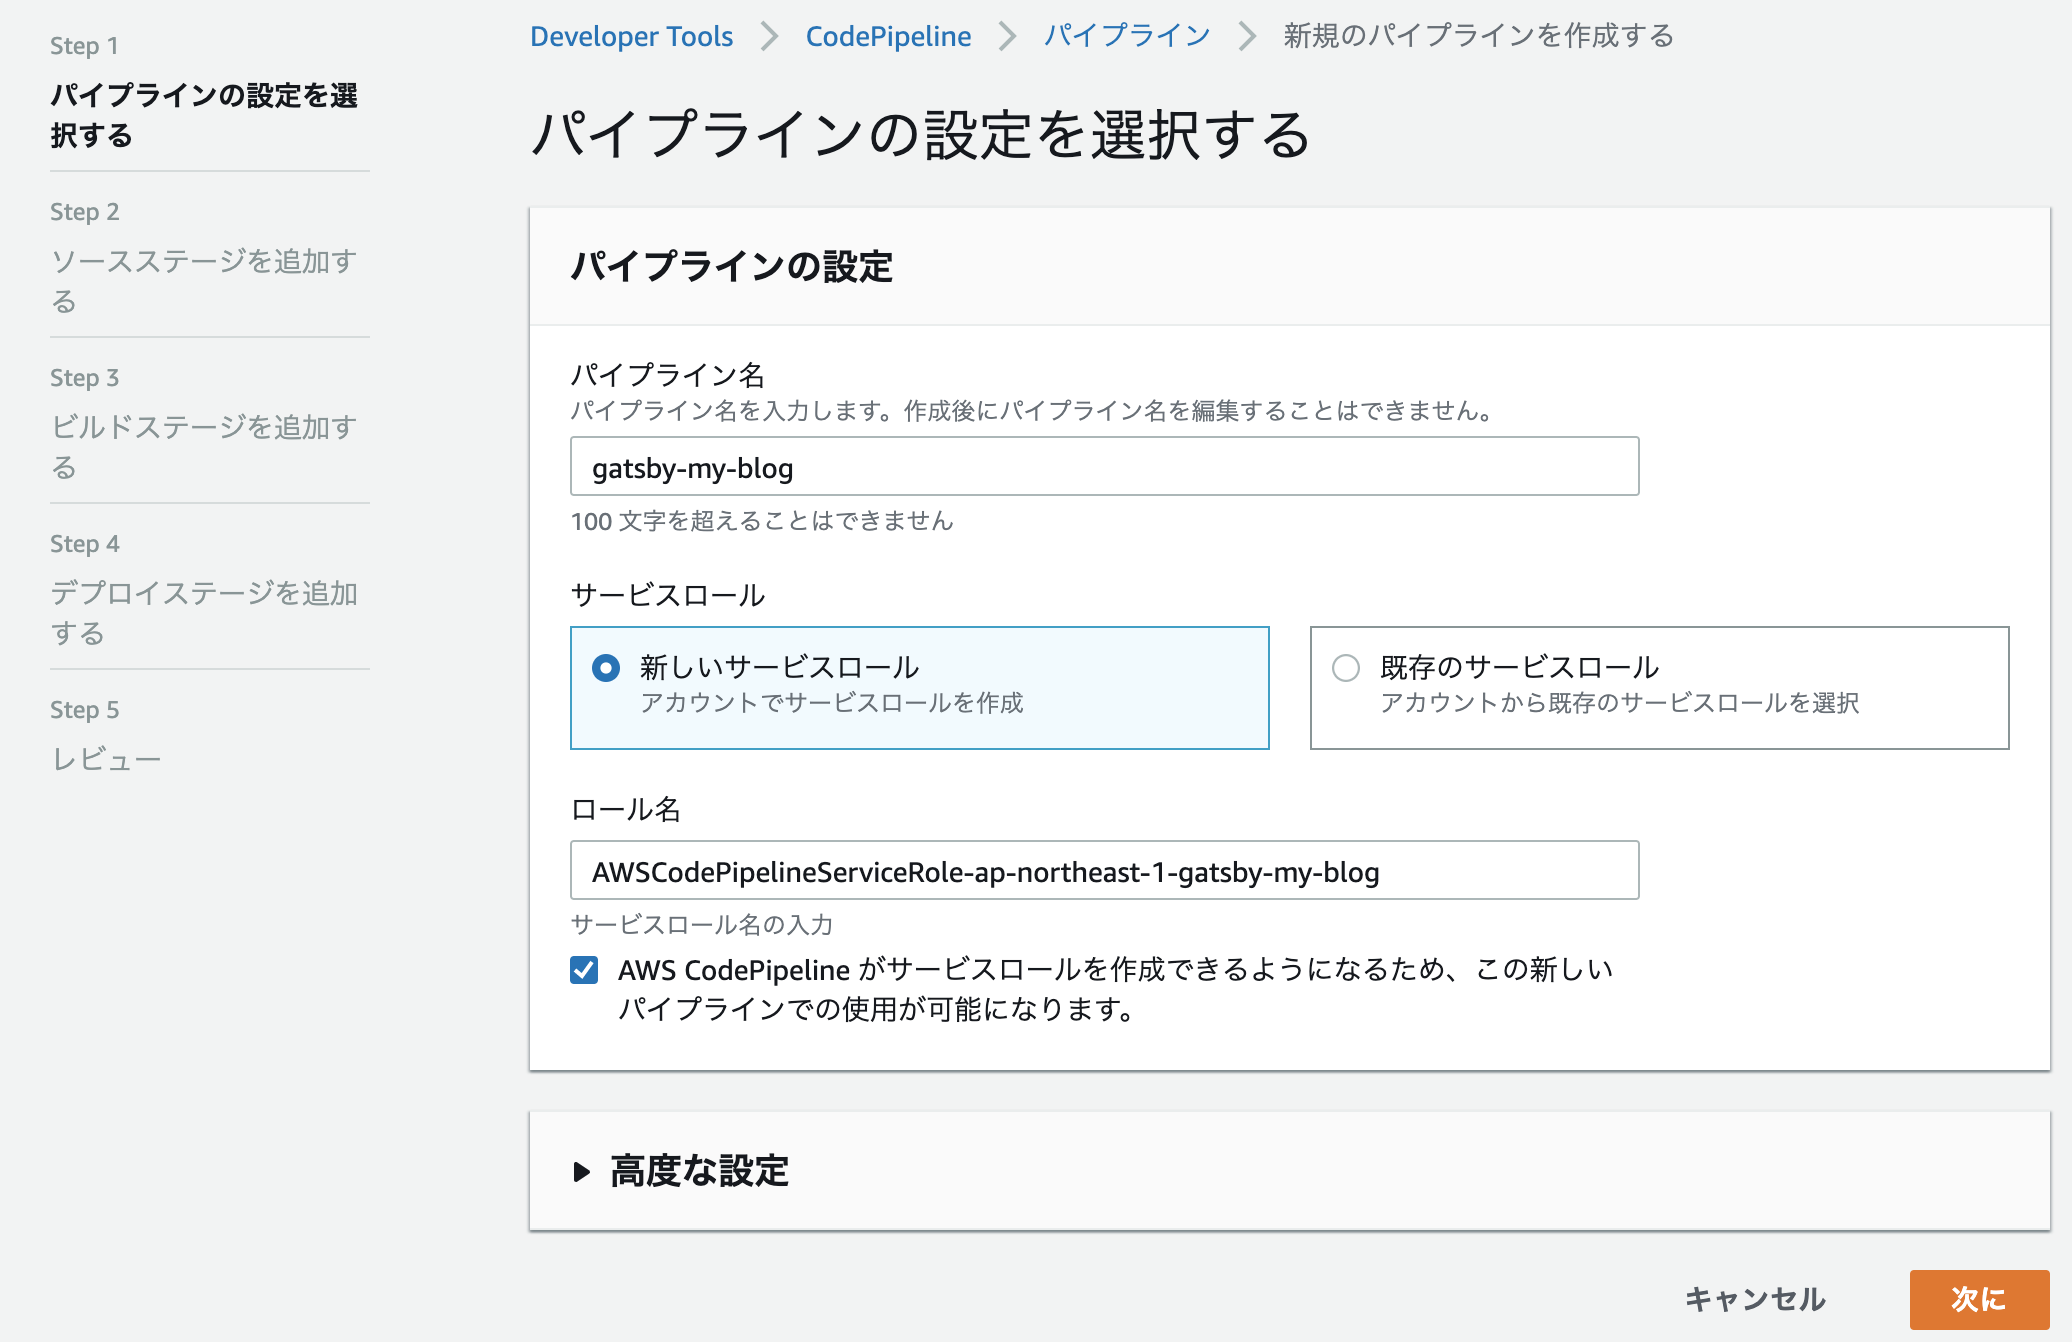 Step 1
パイプラインの設定を選
択する
Step 2
ソースステージを追加す
る
Step 3
ビルドステージを追加す
る
Step 4
デプロイステージを追加
する
Step 5
レビュー
Developer Tools
CodePipeline
パイプライン
新規のパイプラインを作成する
パイプラインの設定を選択する
パイプラインの設定
パイプライン名
パイプライン名を入力します。作成後にパイプライン名を編集することはできません。
gatsby-my-blog
100 文字を超えることはできません
サービスロール
新しいサービスロール
アカウントでサービスロールを作成
既存のサービスロール
アカウントから既存のサービスロールを選択
ロール名
AWSCodePipelineServiceRole-ap-northeast-1-gatsby-my-blog
サービスロール名の入力
AWS CodePipeline がサービスロールを作成できるようになるため、この新しい
パイプラインでの使用が可能になります。
高度な設定
キャンセル
次に